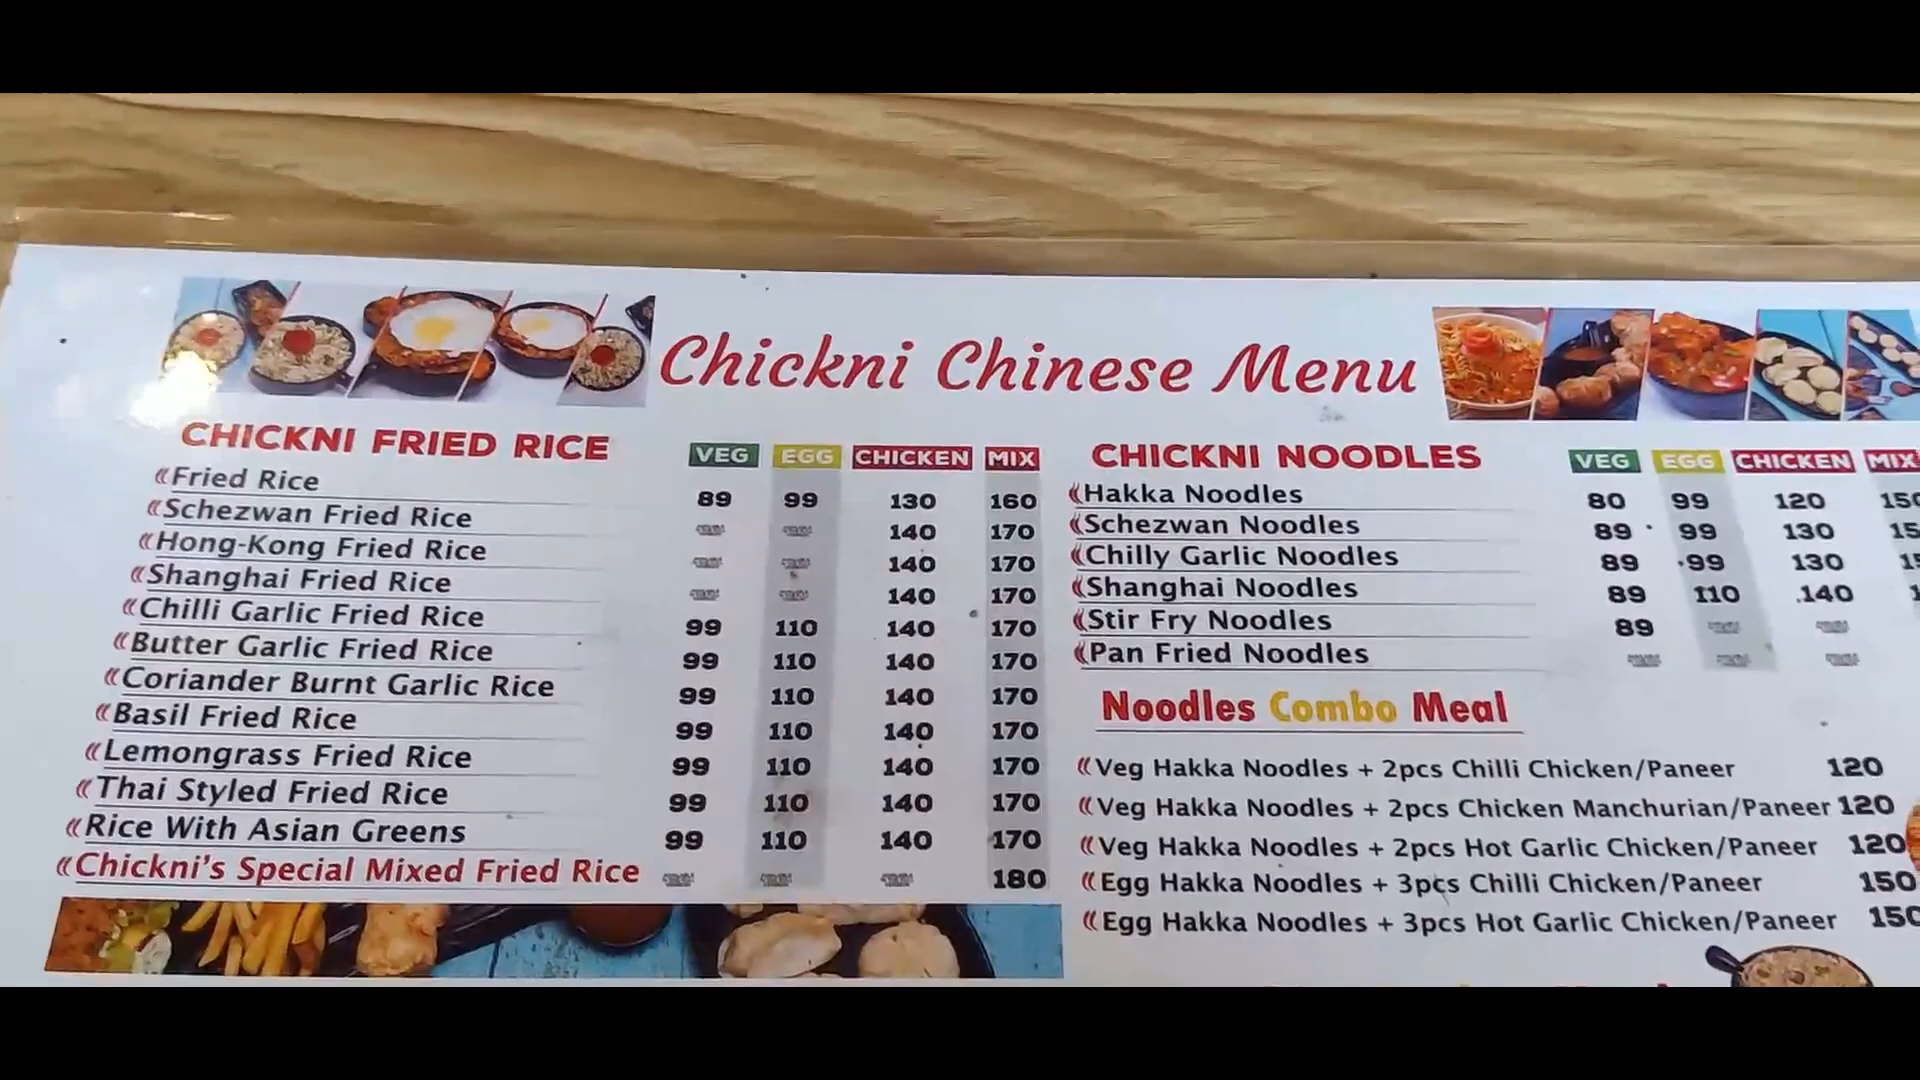 Chickni Chinese Menu
CHICKNI FRIED RICE VEG EGG CHICKEN MIX
Fried Rice 89 99 130 160
Schezwan Fried Rice 140 170
Hong-Kong Fried Rice 140 170
Shanghai Fried Rice 140 170
Chilli Garlic Fried Rice 99 110 140 170
Butter Garlic Fried Rice 99 110 140 170
Coriander Burnt Garlic Rice 99 110 140 170
Basil Fried Rice 99 110 140 170
Lemongrass Fried Rice 99 110 140 170
Thai Styled Fried Rice 99 110 140 170
Rice With Asian Greens 99 110 140 170
Chickni's Special Mixed Fried Rice 180
CHICKNI NOODLES VEG EGG CHICKEN MIX
Hakka Noodles 80 99 120
Schezwan Noodles 89 99 130
Chilly Garlic Noodles 89 99 130
Shanghai Noodles 89 110 140
Stir Fry Noodles 89
Pan Fried Noodles
Noodles Combo Meal
Veg Hakka Noodles + 2pcs Chilli Chicken/Paneer 120
Veg Hakka Noodles + 2pcs Chicken Manchurian/Paneer 120
Veg Hakka Noodles + 2pcs Hot Garlic Chicken/Paneer 120
Egg Hakka Noodles + 3pcs Chilli Chicken/Paneer 150
Egg Hakka Noodles + 3pcs Hot Garlic Chicken/Paneer 150